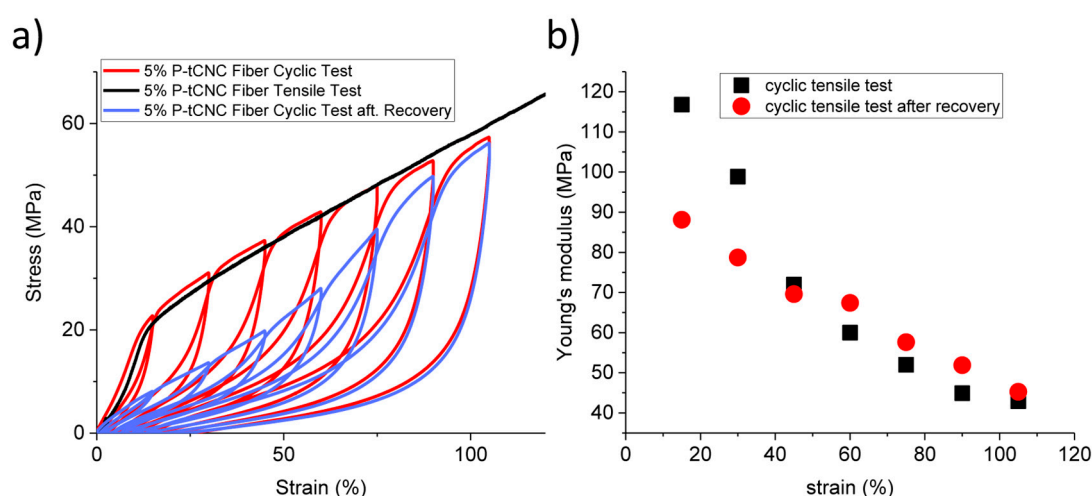 a)
5% P-tCNC Fiber Cyclic Test
5% P-tCNC Fiber Tensile Test
5% P-tCNC Fiber Cyclic Test aft. Recovery
60
40
20
0
Stress (MPa)
0
50
100
Strain (%)
b)
cyclic tensile test
cyclic tensile test after recovery
120
110
100
90
80
70
60
50
40
Young's modulus (MPa)
0
20
40
60
80
100
120
strain (%)